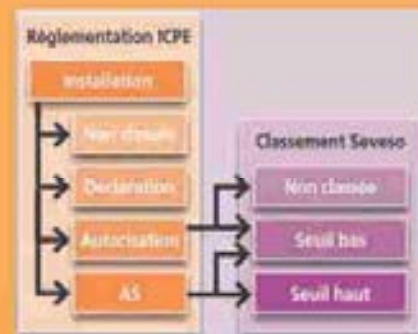 Réglementation ICPE
Installation
Non classée
Déclaration
Autorisation
AS
Classement Seveso
Non classée
Seuil bas
Seuil haut